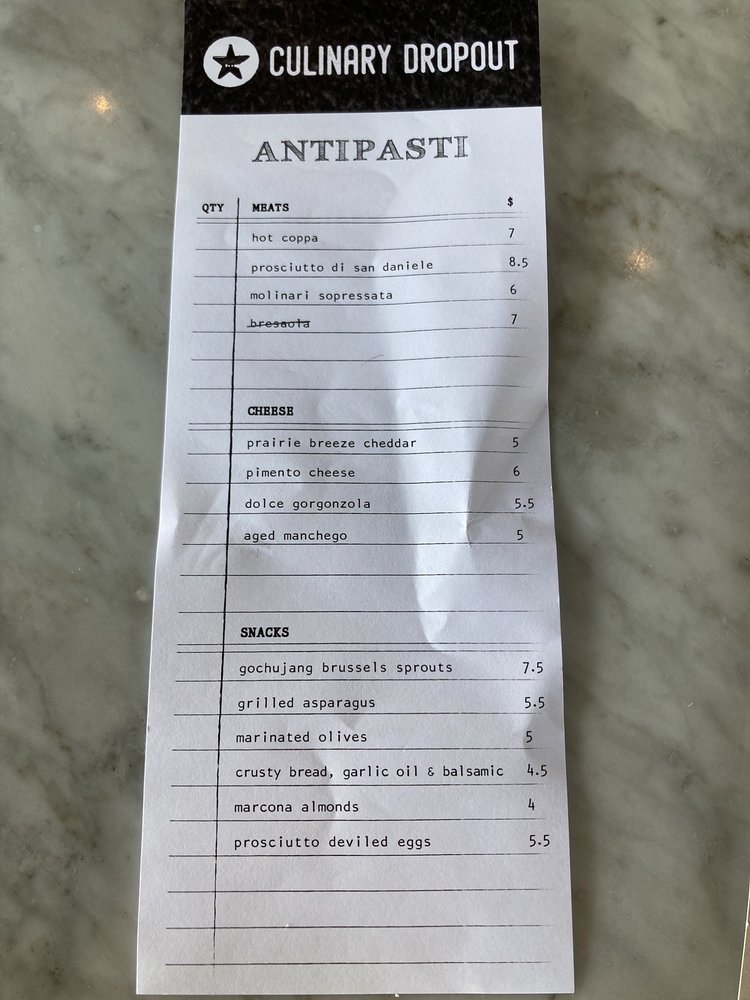 CULINARY DROPOUT
ANTIPASTI
QTY MEATS $
hot coppa 7
prosciutto di san daniele 8.5
molinari sopressata 6
bresaola 7
CHEESE
prairie breeze cheddar 5
pimento cheese 6
dolce gorgonzola 5.5
aged manchego 5
SNACKS
gochujang brussels sprouts 7.5
grilled asparagus 5.5
marinated olives 5
crusty bread, garlic oil & balsamic 4.5
marcona almonds 4
prosciutto deviled eggs 5.5